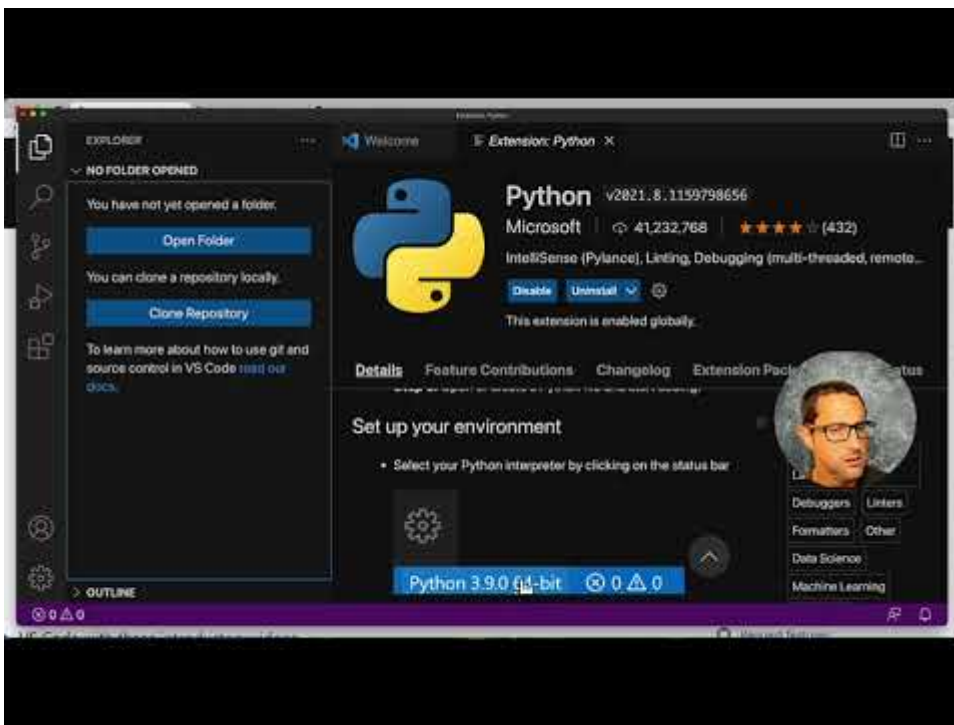 EXPLORER
Welcome
Extension: Python
NO FOLDER OPENED
You have not yet opened a folder.
Open Folder
You can clone a repository locally.
Clone Repository
To learn more about how to use git and
source control in VS Code read our
docs.
OUTLINE
Python v2021.8.1159798656
Microsoft 41,232,768 (432)
IntelliSense (Pylance), Linting, Debugging (multi-threaded, remote...
Disable Uninstall
This extension is enabled globally.
Details Feature Contributions Changelog Extension Pack
Set up your environment
• Select your Python interpreter by clicking on the status bar
Python 3.9.0 64-bit 0 0
Debuggers Linters
Formatters Other
Data Science
Machine Learning
0 0